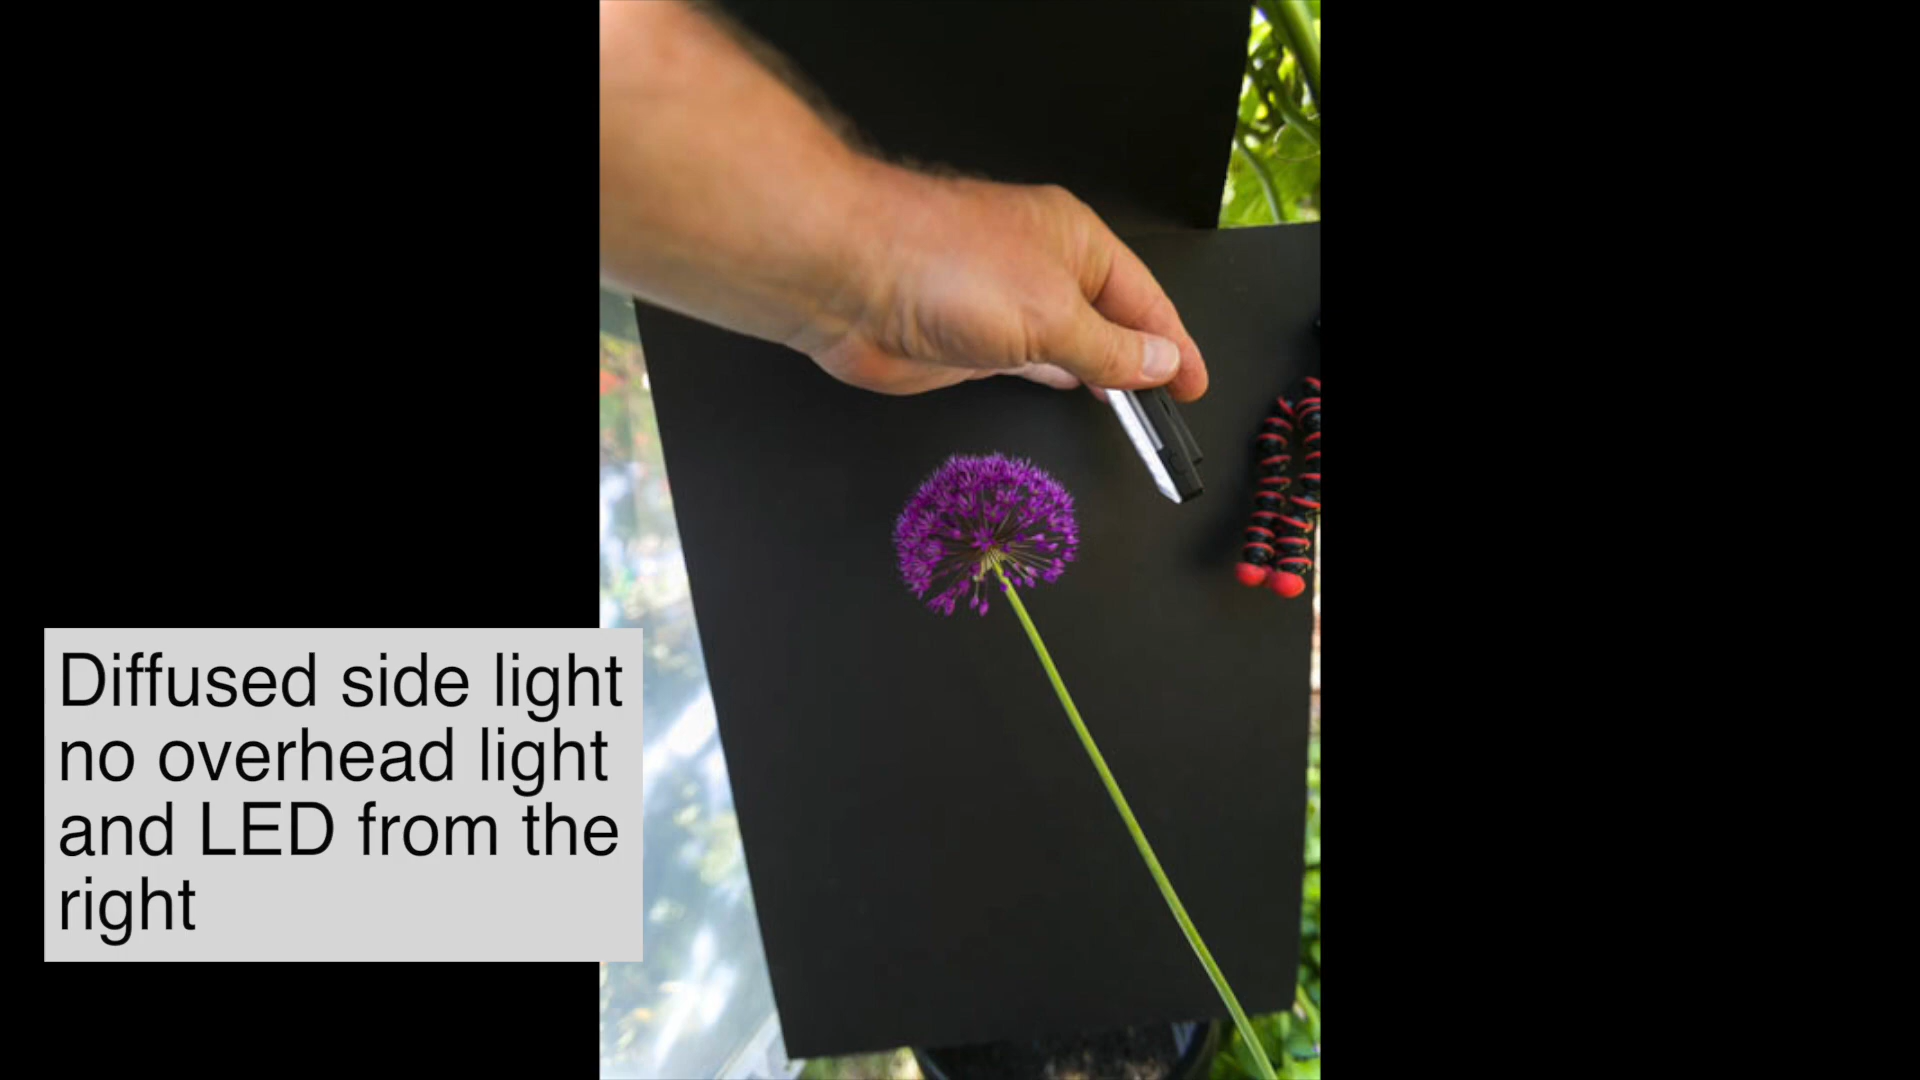 Diffused side light
no overhead light
and LED from the
right